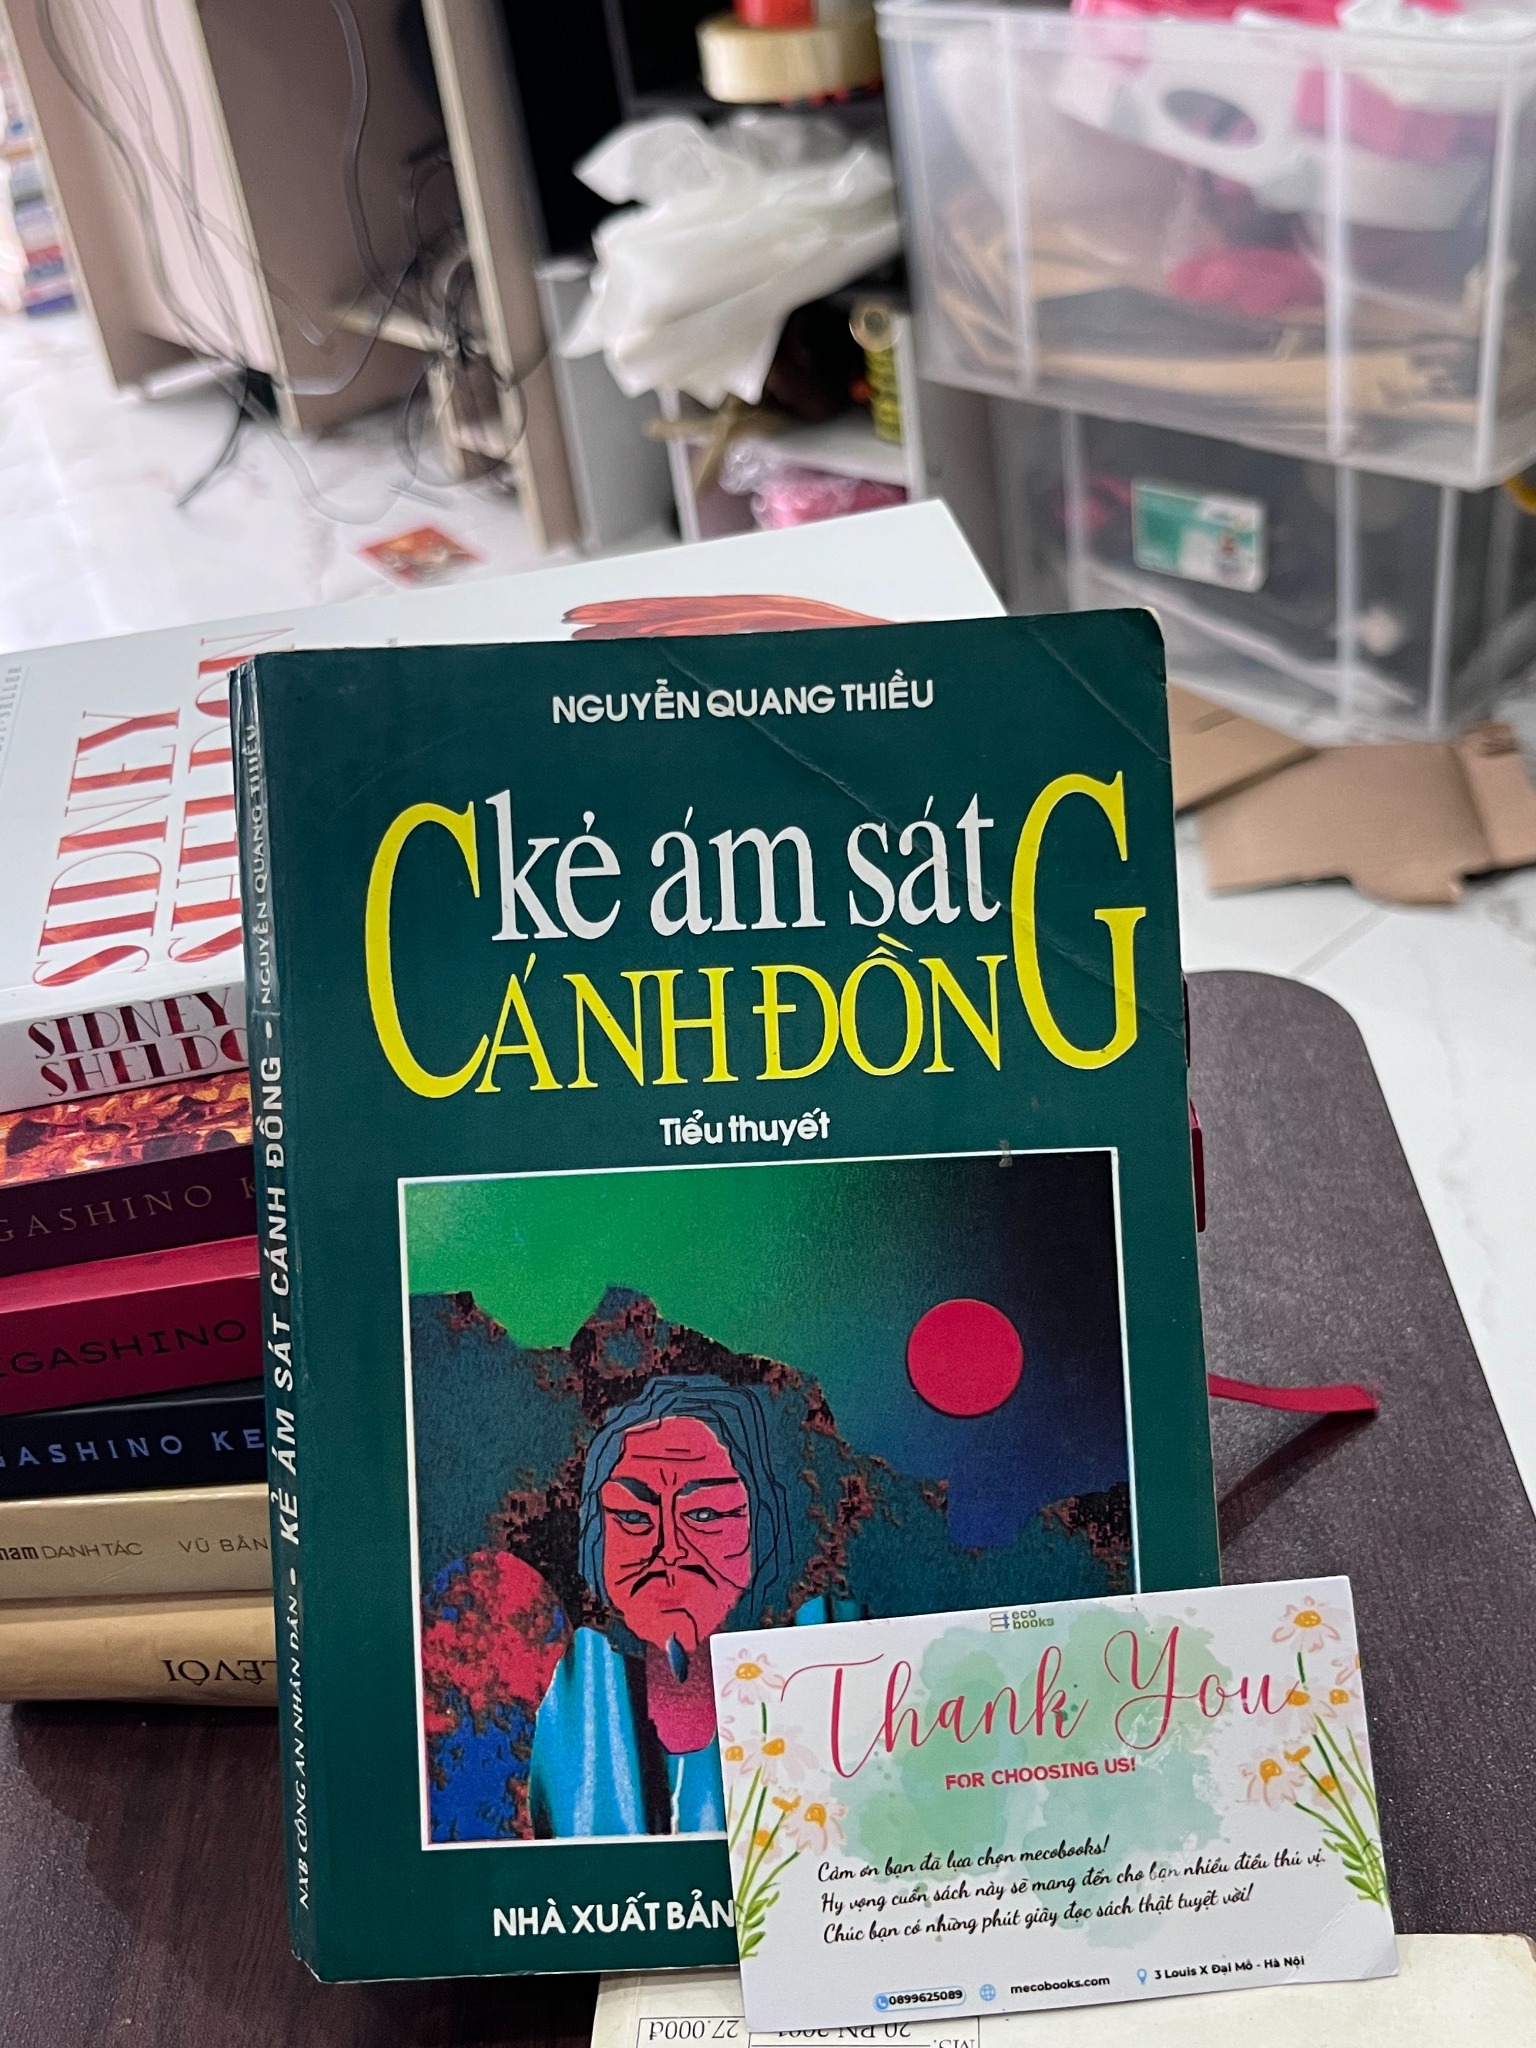 NGUYỄN QUANG THIỀU
kẻ ám sát
CÁNH ĐỒNG
Tiểu thuyết
NHÀ XUẤT BẢN
NXB CÔNG AN NHÂN DÂN • KẺ ÁM SÁT CÁNH ĐỒNG • NGUYỄN QUANG THIỀU
SIDNEY
SHELDON
SIDNEY
SHELDO
GASHINO K
EGASHINO
GASHINO KE
nam DANH TÁC VŨ BẰN
LÊ VỘI
eco
books
Thank You
FOR CHOOSING US!
Cảm ơn bạn đã lựa chọn mecobooks!
Hy vọng cuốn sách này sẽ mang đến cho bạn nhiều điều thú vị.
Chúc bạn có những phút giây đọc sách thật tuyệt vời!
0899625089 mecobooks.com 3 Louis X Đại Mỗ - Hà Nội
27.000đ